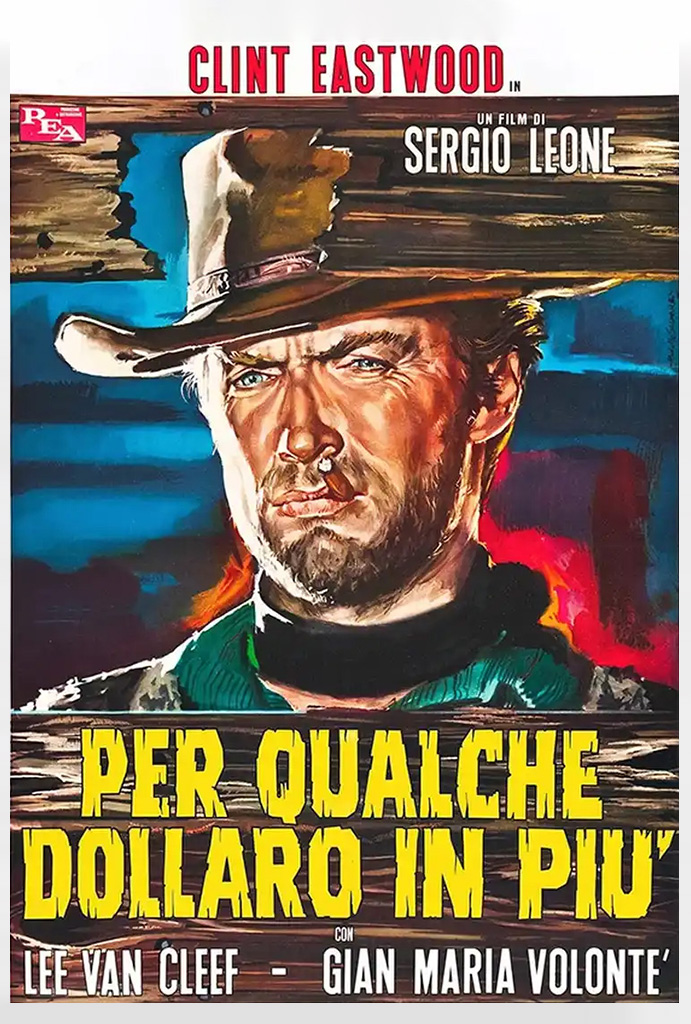 CLINT EASTWOOD IN
PEA
UN FILM DI
SERGIO LEONE
PER QUALCHE
DOLLARO IN PIU'
CON
LEE VAN CLEEF - GIAN MARIA VOLONTE'